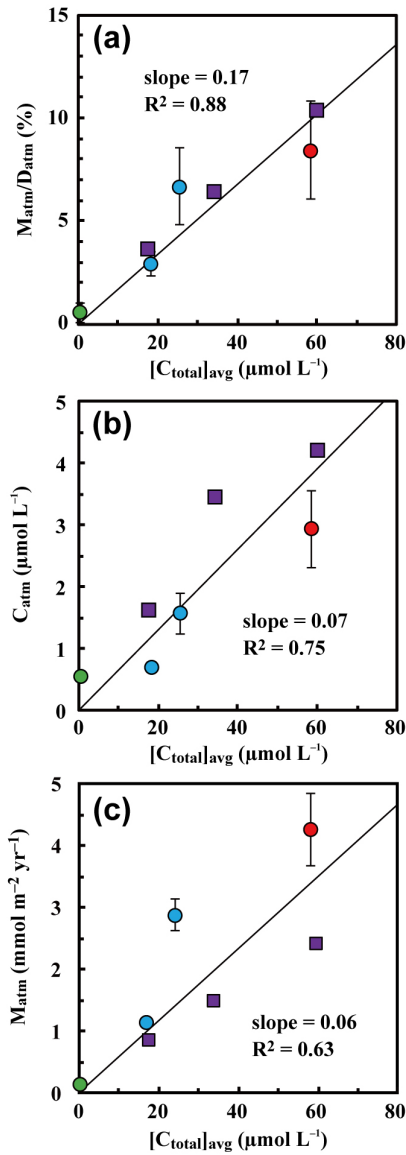 (a)
slope = 0.17
R² = 0.88
15
10
5
0
Matm/Datm (%)
0 20 40 60 80
[Ctotal]avg (µmol L⁻¹)
(b)
5
4
3
2
1
0
Catm (µmol L⁻¹)
slope = 0.07
R² = 0.75
0 20 40 60 80
[Ctotal]avg (µmol L⁻¹)
(c)
5
4
3
2
1
0
Matm (mmol m⁻² yr⁻¹)
slope = 0.06
R² = 0.63
0 20 40 60 80
[Ctotal]avg (µmol L⁻¹)